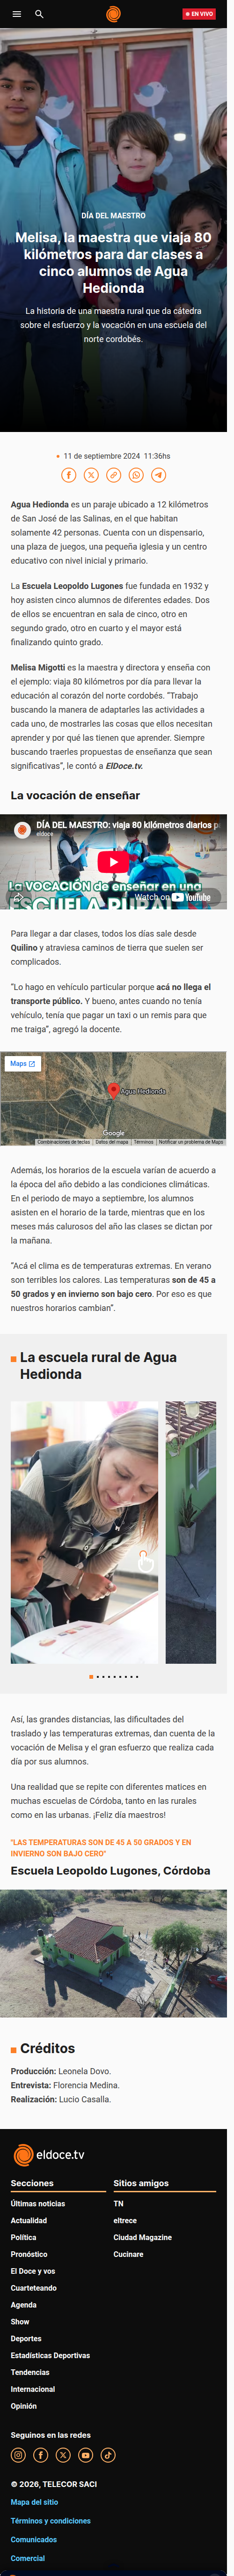 EN VIVO
DÍA DEL MAESTRO
Melisa, la maestra que viaja 80
kilómetros para dar clases a
cinco alumnos de Agua
Hedionda
La historia de una maestra rural que da cátedra
sobre el esfuerzo y la vocación en una escuela del
norte cordobés.
11 de septiembre 2024 11:36hs
Agua Hedionda es un paraje ubicado a 12 kilómetros
de San José de las Salinas, en el que habitan
solamente 42 personas. Cuenta con un dispensario,
una plaza de juegos, una pequeña iglesia y un centro
educativo con nivel inicial y primario.
La Escuela Leopoldo Lugones fue fundada en 1932 y
hoy asisten cinco alumnos de diferentes edades. Dos
de ellos se encuentran en sala de cinco, otro en
segundo grado, otro en cuarto y el mayor está
finalizando quinto grado.
Melisa Migotti es la maestra y directora y enseña con
el ejemplo: viaja 80 kilómetros por día para llevar la
educación al corazón del norte cordobés. “Trabajo
buscando la manera de adaptarles las actividades a
cada uno, de mostrarles las cosas que ellos necesitan
aprender y por qué las tienen que aprender. Siempre
buscando traerles propuestas de enseñanza que sean
significativas”, le contó a ElDoce.tv.
La vocación de enseñar
DÍA DEL MAESTRO: viaja 80 kilómetros diarios p
eldoce
La vocación de enseñar en una
ESCUELA RURAL
Watch on YouTube
Para llegar a dar clases, todos los días sale desde
Quilino y atraviesa caminos de tierra que suelen ser
complicados.
“Lo hago en vehículo particular porque acá no llega el
transporte público. Y bueno, antes cuando no tenía
vehículo, tenía que pagar un taxi o un remis para que
me traiga”, agregó la docente.
Maps
Agua Hedionda
Google
Combinaciones de teclas
Datos del mapa
Términos
Notificar un problema de Maps
Además, los horarios de la escuela varían de acuerdo a
la época del año debido a las condiciones climáticas.
En el periodo de mayo a septiembre, los alumnos
asisten en el horario de la tarde, mientras que en los
meses más calurosos del año las clases se dictan por
la mañana.
“Acá el clima es de temperaturas extremas. En verano
son terribles los calores. Las temperaturas son de 45 a
50 grados y en invierno son bajo cero. Por eso es que
nuestros horarios cambian”.
La escuela rural de Agua
Hedionda
Así, las grandes distancias, las dificultades del
traslado y las temperaturas extremas, dan cuenta de la
vocación de Melisa y el gran esfuerzo que realiza cada
día por sus alumnos.
Una realidad que se repite con diferentes matices en
muchas escuelas de Córdoba, tanto en las rurales
como en las urbanas. ¡Feliz día maestros!
"LAS TEMPERATURAS SON DE 45 A 50 GRADOS Y EN
INVIERNO SON BAJO CERO"
Escuela Leopoldo Lugones, Córdoba
Créditos
Producción: Leonela Dovo.
Entrevista: Florencia Medina.
Realización: Lucio Casalla.
eldoce.tv
Secciones
Últimas noticias
Actualidad
Política
Pronóstico
El Doce y vos
Cuarteteando
Agenda
Show
Deportes
Estadísticas Deportivas
Tendencias
Internacional
Opinión
Sitios amigos
TN
eltrece
Ciudad Magazine
Cucinare
Seguinos en las redes
© 2026, TELECOR SACI
Mapa del sitio
Términos y condiciones
Comunicados
Comercial